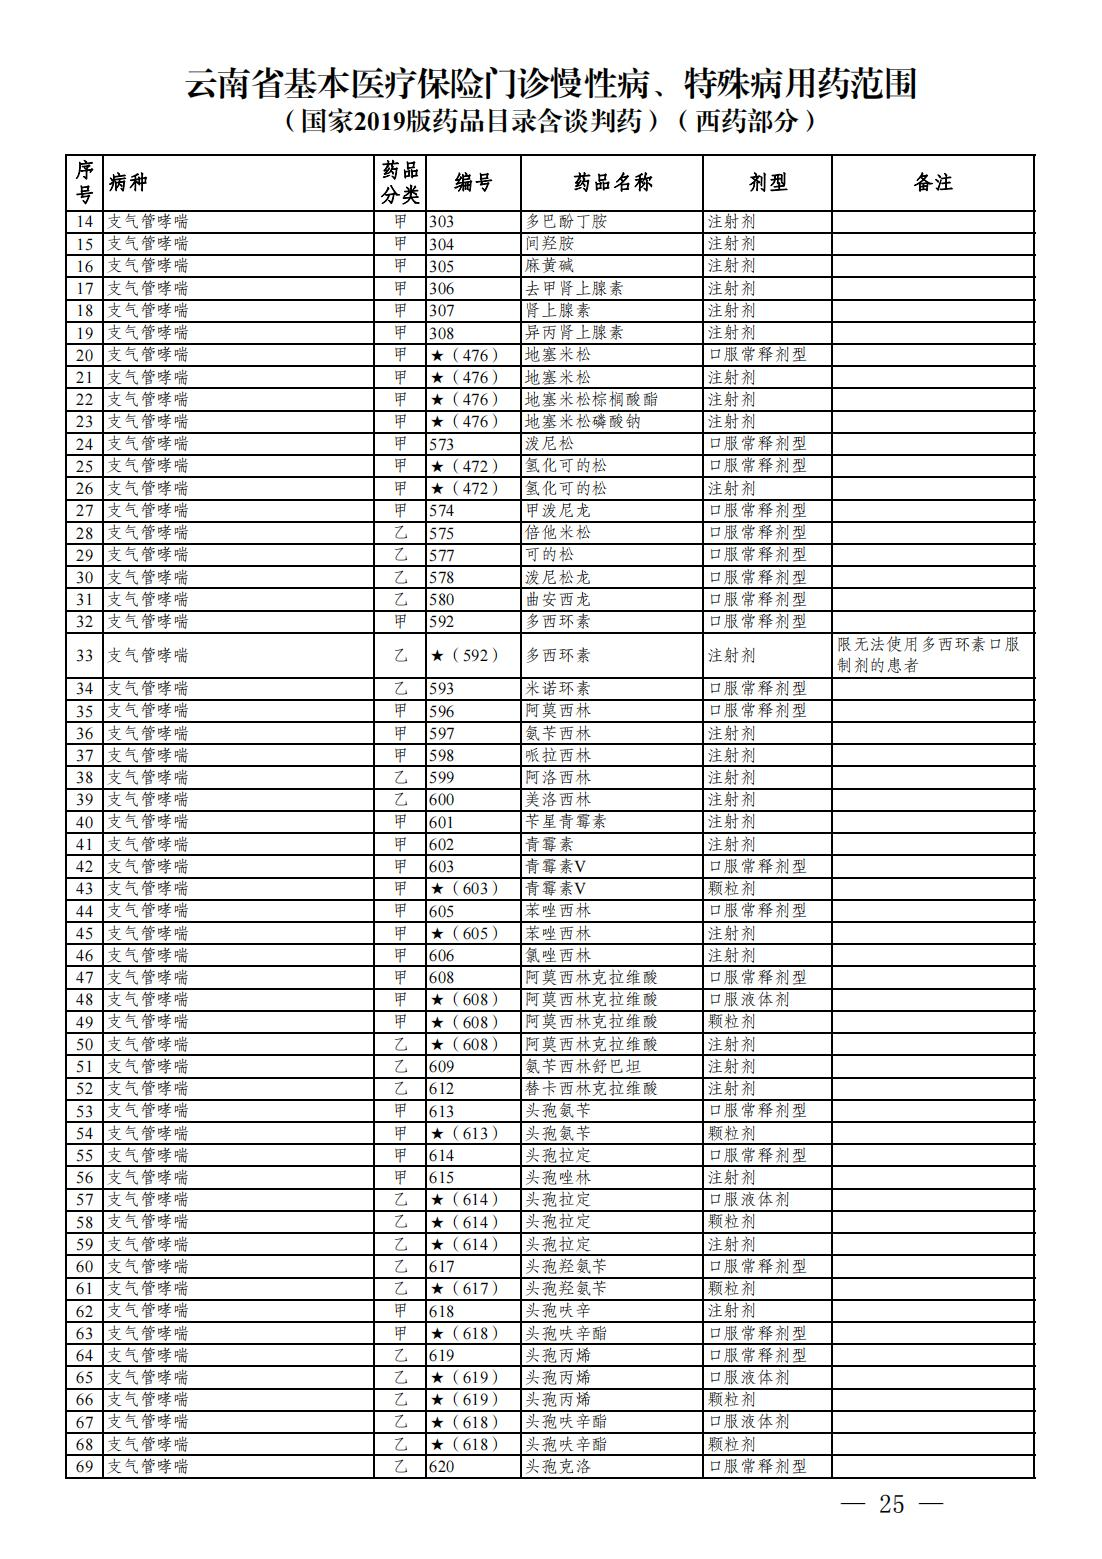 云南省基本医疗保险门诊慢性病、特殊病用药范围
（国家2019版药品目录含谈判药）（西药部分）
序号 病种 药品分类 编号 药品名称 剂型 备注
14 支气管哮喘 甲 303 多巴酚丁胺 注射剂
15 支气管哮喘 甲 304 间羟胺 注射剂
16 支气管哮喘 甲 305 麻黄碱 注射剂
17 支气管哮喘 甲 306 去甲肾上腺素 注射剂
18 支气管哮喘 甲 307 肾上腺素 注射剂
19 支气管哮喘 甲 308 异丙肾上腺素 注射剂
20 支气管哮喘 甲 ★（476） 地塞米松 口服常释剂型
21 支气管哮喘 甲 ★（476） 地塞米松 注射剂
22 支气管哮喘 甲 ★（476） 地塞米松棕榈酸酯 注射剂
23 支气管哮喘 甲 ★（476） 地塞米松磷酸钠 注射剂
24 支气管哮喘 甲 573 泼尼松 口服常释剂型
25 支气管哮喘 甲 ★（472） 氢化可的松 口服常释剂型
26 支气管哮喘 甲 ★（472） 氢化可的松 注射剂
27 支气管哮喘 甲 574 甲泼尼龙 口服常释剂型
28 支气管哮喘 乙 575 倍他米松 口服常释剂型
29 支气管哮喘 乙 577 可的松 口服常释剂型
30 支气管哮喘 乙 578 泼尼松龙 口服常释剂型
31 支气管哮喘 乙 580 曲安西龙 口服常释剂型
32 支气管哮喘 甲 592 多西环素 口服常释剂型
33 支气管哮喘 乙 ★（592） 多西环素 注射剂 限无法使用多西环素口服
制剂的患者
34 支气管哮喘 乙 593 米诺环素 口服常释剂型
35 支气管哮喘 甲 596 阿莫西林 口服常释剂型
36 支气管哮喘 甲 597 氨苄西林 注射剂
37 支气管哮喘 甲 598 哌拉西林 注射剂
38 支气管哮喘 乙 599 阿洛西林 注射剂
39 支气管哮喘 乙 600 美洛西林 注射剂
40 支气管哮喘 甲 601 苄星青霉素 注射剂
41 支气管哮喘 甲 602 青霉素 注射剂
42 支气管哮喘 甲 603 青霉素V 口服常释剂型
43 支气管哮喘 甲 ★（603） 青霉素V 颗粒剂
44 支气管哮喘 甲 605 苯唑西林 口服常释剂型
45 支气管哮喘 甲 ★（605） 苯唑西林 注射剂
46 支气管哮喘 甲 606 氯唑西林 注射剂
47 支气管哮喘 甲 608 阿莫西林克拉维酸 口服常释剂型
48 支气管哮喘 甲 ★（608） 阿莫西林克拉维酸 口服液体剂
49 支气管哮喘 甲 ★（608） 阿莫西林克拉维酸 颗粒剂
50 支气管哮喘 乙 ★（608） 阿莫西林克拉维酸 注射剂
51 支气管哮喘 乙 609 氨苄西林舒巴坦 注射剂
52 支气管哮喘 乙 612 替卡西林克拉维酸 注射剂
53 支气管哮喘 甲 613 头孢氨苄 口服常释剂型
54 支气管哮喘 甲 ★（613） 头孢氨苄 颗粒剂
55 支气管哮喘 甲 614 头孢拉定 口服常释剂型
56 支气管哮喘 甲 615 头孢唑林 注射剂
57 支气管哮喘 乙 ★（614） 头孢拉定 口服液体剂
58 支气管哮喘 乙 ★（614） 头孢拉定 颗粒剂
59 支气管哮喘 乙 ★（614） 头孢拉定 注射剂
60 支气管哮喘 乙 617 头孢羟氨苄 口服常释剂型
61 支气管哮喘 乙 ★（617） 头孢羟氨苄 颗粒剂
62 支气管哮喘 甲 618 头孢呋辛 注射剂
63 支气管哮喘 甲 ★（618） 头孢呋辛酯 口服常释剂型
64 支气管哮喘 乙 619 头孢丙烯 口服常释剂型
65 支气管哮喘 乙 ★（619） 头孢丙烯 口服液体剂
66 支气管哮喘 乙 ★（619） 头孢丙烯 颗粒剂
67 支气管哮喘 乙 ★（618） 头孢呋辛酯 口服液体剂
68 支气管哮喘 乙 ★（618） 头孢呋辛酯 颗粒剂
69 支气管哮喘 乙 620 头孢克洛 口服常释剂型
— 25 —